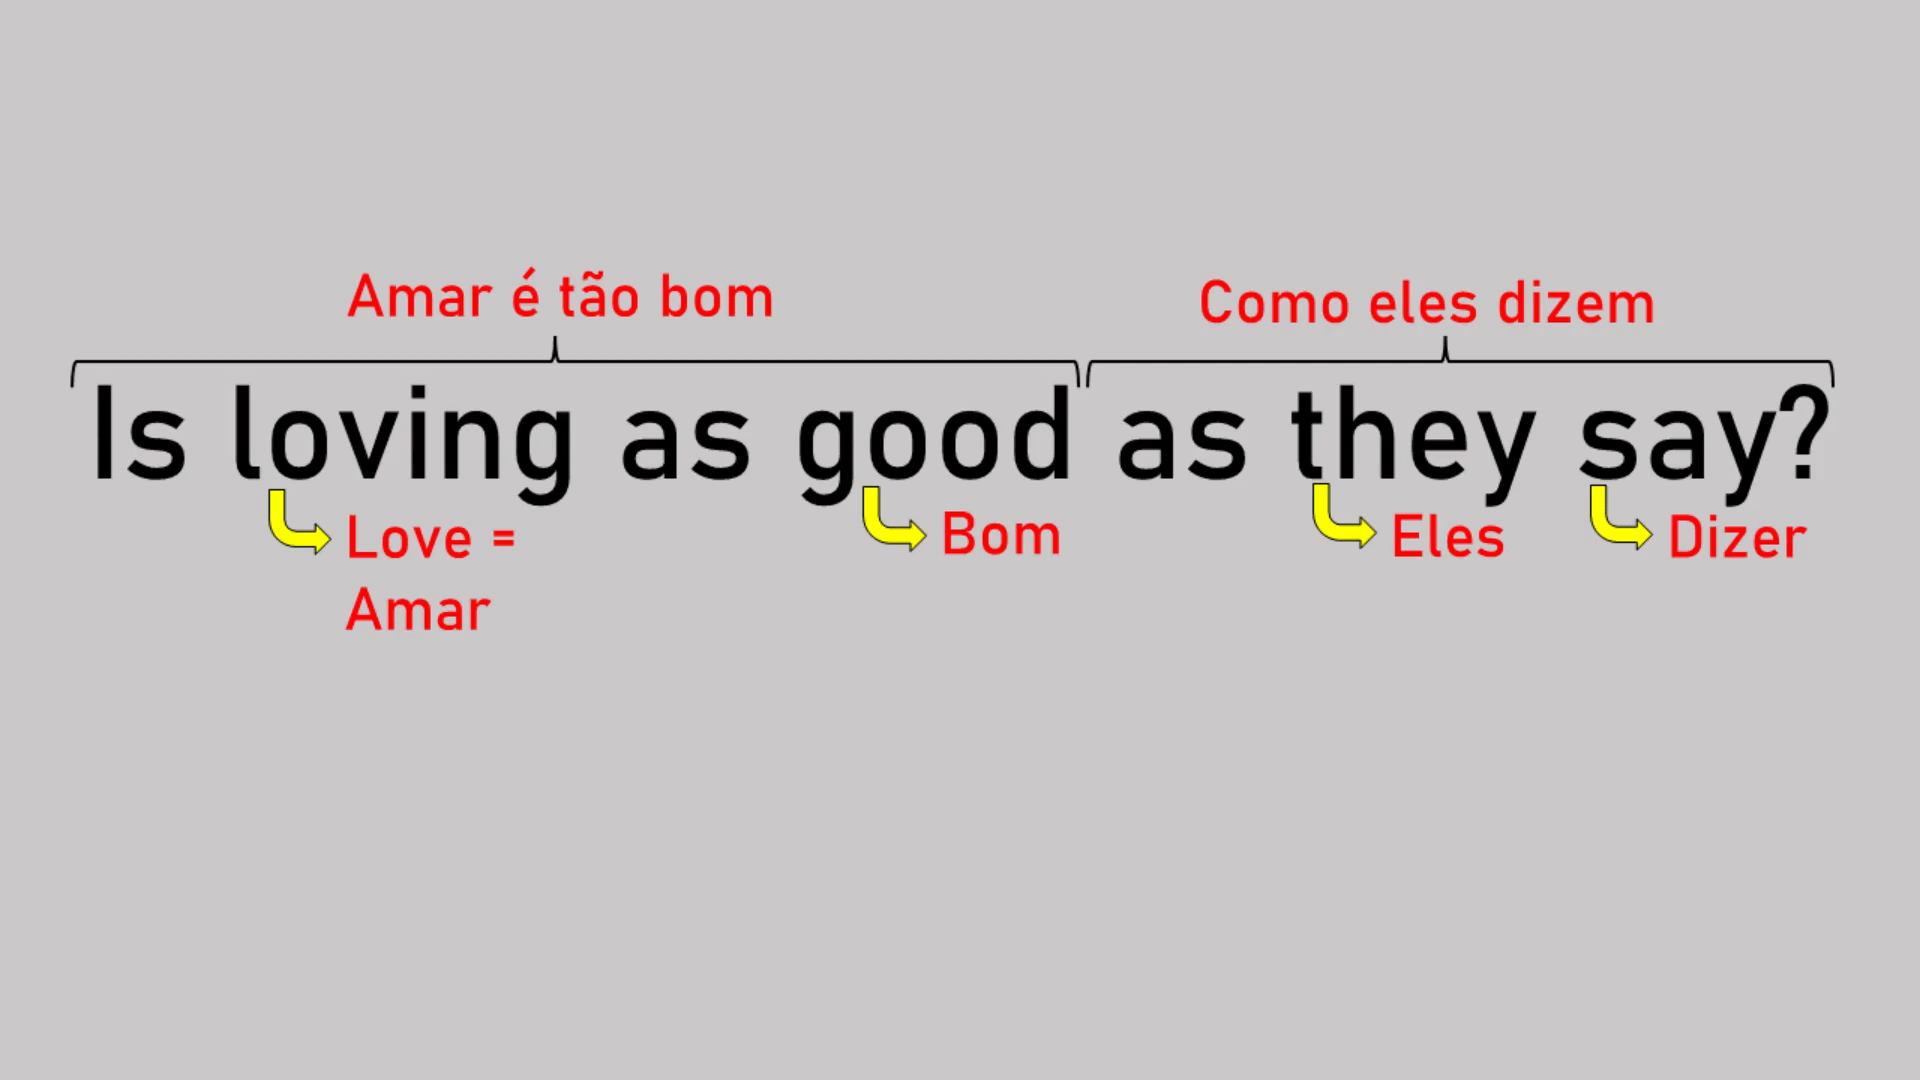 Amar é tão bom
Como eles dizem
Is loving as good as they say?
Love =
Amar
Bom
Eles
Dizer